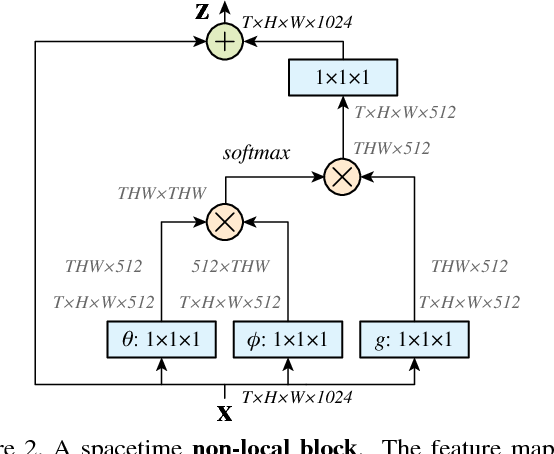 z T×H×W×1024
1×1×1
T×H×W×512
softmax THW×512
THW×THW
THW×512 512×THW THW×512
T×H×W×512 T×H×W×512 T×H×W×512
θ: 1×1×1 ϕ: 1×1×1 g: 1×1×1
x T×H×W×1024
re 2. A spacetime non-local block. The feature map